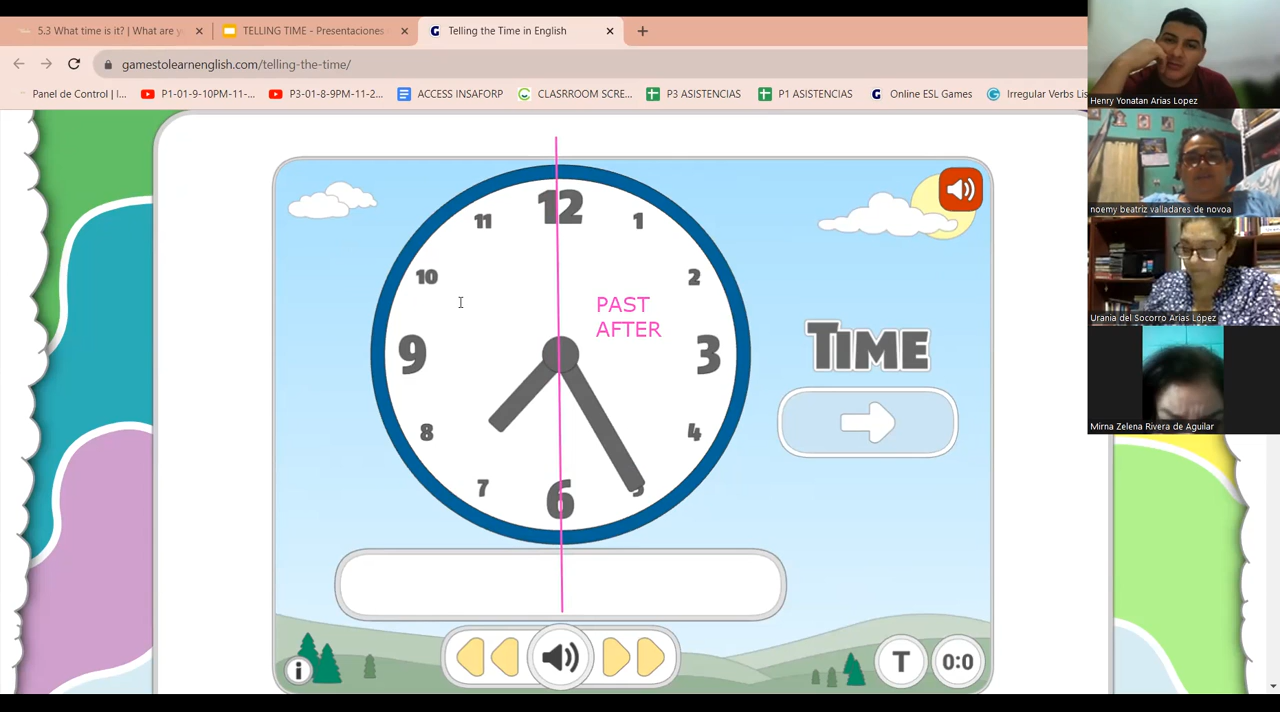 5.3 What time is it? | What are y
TELLING TIME - Presentaciones
G Telling the Time in English
gamestolearnenglish.com/telling-the-time/
Panel de Control | I...
P1-01-9-10PM-11-...
P3-01-8-9PM-11-2...
ACCESS INSAFORP
CLASRROOM SCRE...
P3 ASISTENCIAS
P1 ASISTENCIAS
G Online ESL Games
G Irregular Verbs Lis
Henry Yonatan Arias Lopez
noemy beatriz valladares de novoa
Urania del Socorro Arias López
Mirna Zelena Rivera de Aguilar
12
11
1
10
2
PAST
AFTER
9
3
8
4
7
5
6
TIME
i
T
0:0